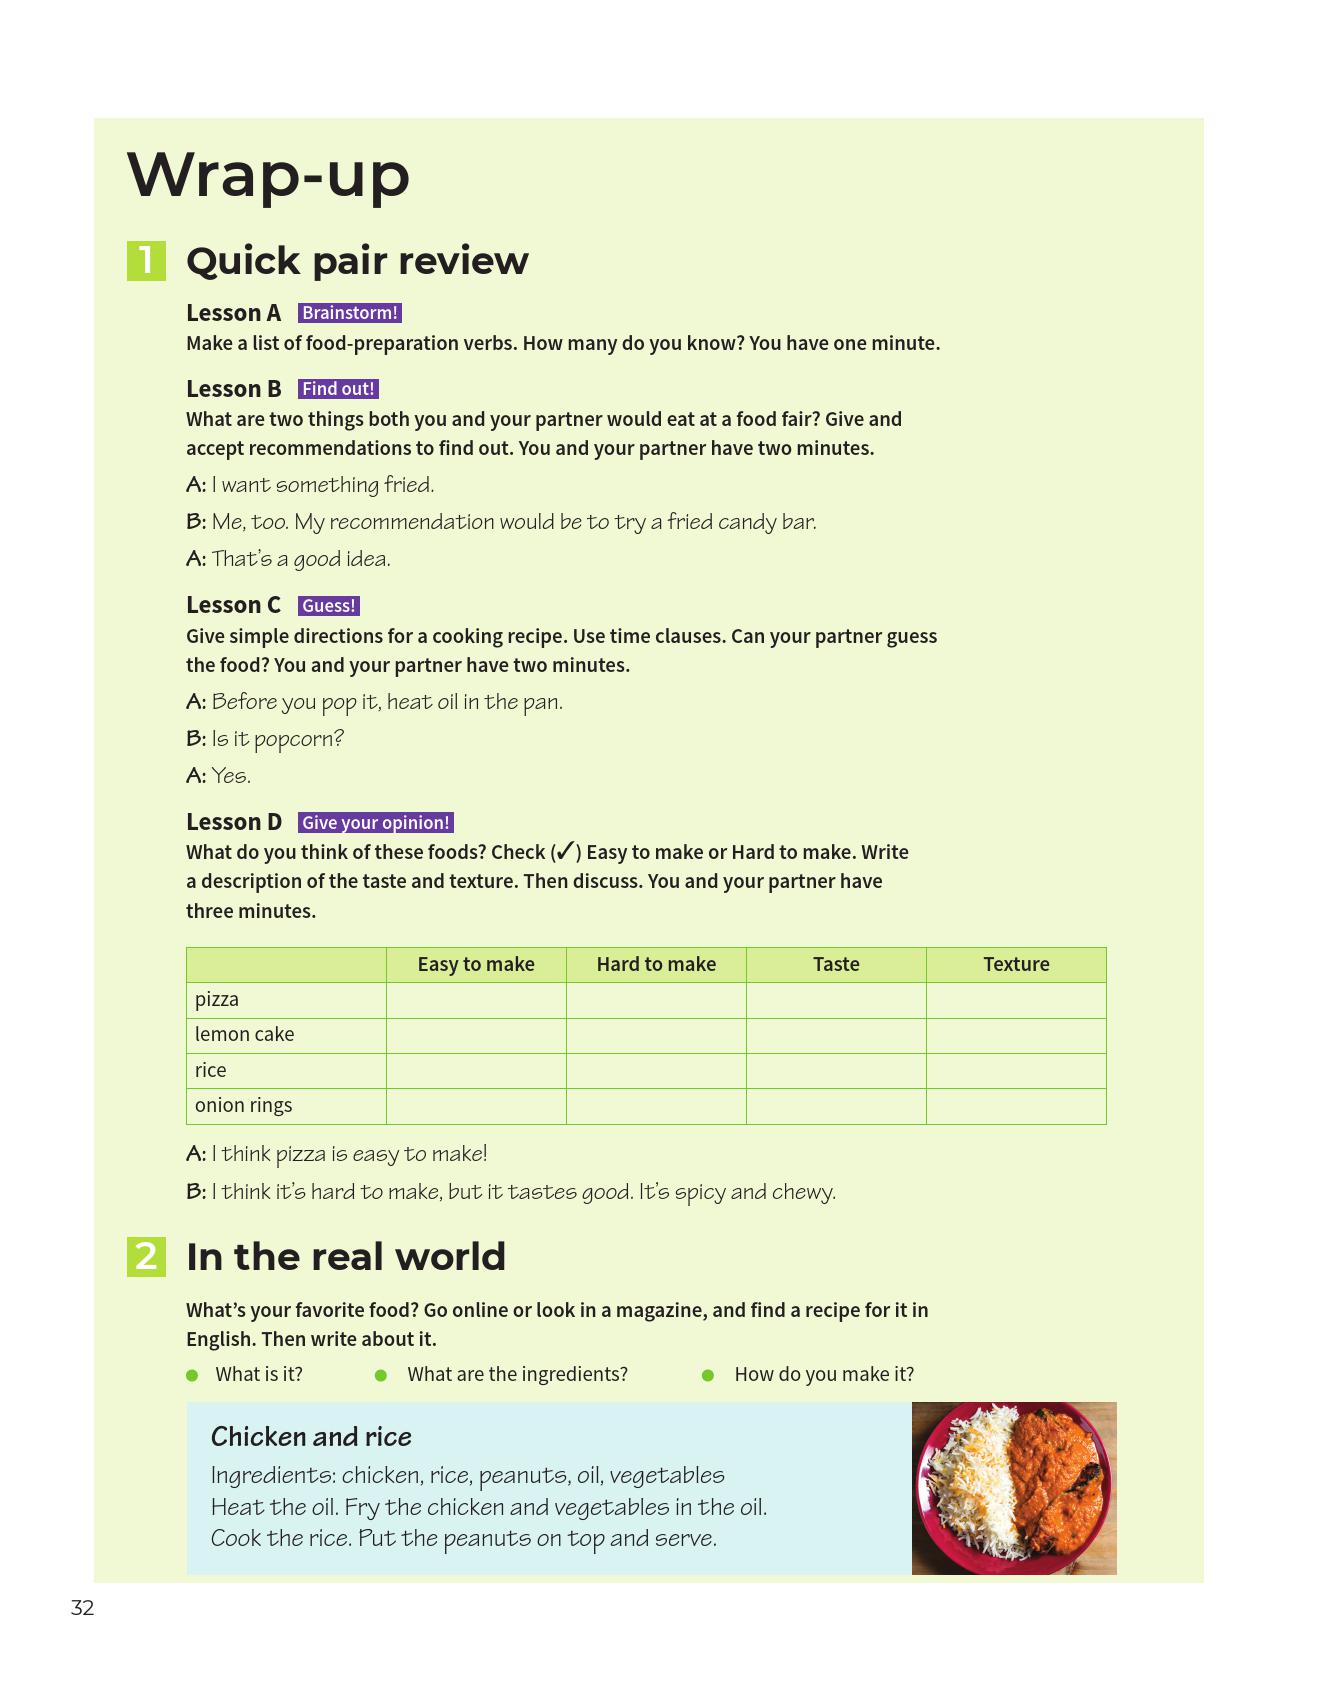 Wrap-up
1 Quick pair review
Lesson A Brainstorm!
Make a list of food-preparation verbs. How many do you know? You have one minute.
Lesson B Find out!
What are two things both you and your partner would eat at a food fair? Give and
accept recommendations to find out. You and your partner have two minutes.
A: I want something fried.
B: Me, too. My recommendation would be to try a fried candy bar.
A: That's a good idea.
Lesson C Guess!
Give simple directions for a cooking recipe. Use time clauses. Can your partner guess
the food? You and your partner have two minutes.
A: Before you pop it, heat oil in the pan.
B: Is it popcorn?
A: Yes.
Lesson D Give your opinion!
What do you think of these foods? Check (✓) Easy to make or Hard to make. Write
a description of the taste and texture. Then discuss. You and your partner have
three minutes.
Easy to make Hard to make Taste Texture
pizza
lemon cake
rice
onion rings
A: I think pizza is easy to make!
B: I think it's hard to make, but it tastes good. It's spicy and chewy.
2 In the real world
What's your favorite food? Go online or look in a magazine, and find a recipe for it in
English. Then write about it.
● What is it? ● What are the ingredients? ● How do you make it?
Chicken and rice
Ingredients: chicken, rice, peanuts, oil, vegetables
Heat the oil. Fry the chicken and vegetables in the oil.
Cook the rice. Put the peanuts on top and serve.
32